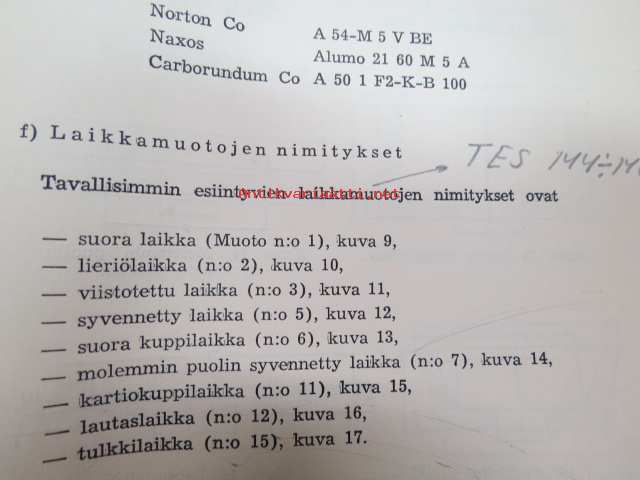 Norton Co A 54-M 5 V BE
Naxos Alumo 21 60 M 5 A
Carborundum Co A 50 1 F2-K-B 100
f) Laikkamuotojen nimitykset
TES 144÷
Tavallisimmin esiintyvien laikkamuotojen nimitykset ovat
— suora laikka (Muoto n:o 1), kuva 9,
— lieriölaikka (n:o 2), kuva 10,
— viistotettu laikka (n:o 3), kuva 11,
— syvennetty laikka (n:o 5), kuva 12,
— suora kuppilaikka (n:o 6), kuva 13,
— molemmin puolin syvennetty laikka (n:o 7), kuva 14,
— kartiokuppilaikka (n:o 11), kuva 15,
— lautaslaikka (n:o 12), kuva 16,
— tulkkilaikka (n:o 15), kuva 17.